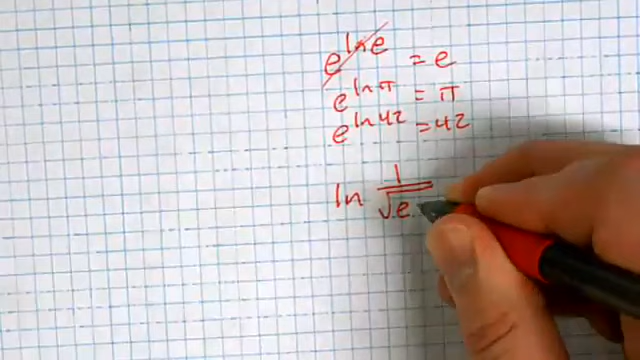 e^{ln e} = e
e^{ln π} = π
e^{ln 42} = 42
ln 1/√e